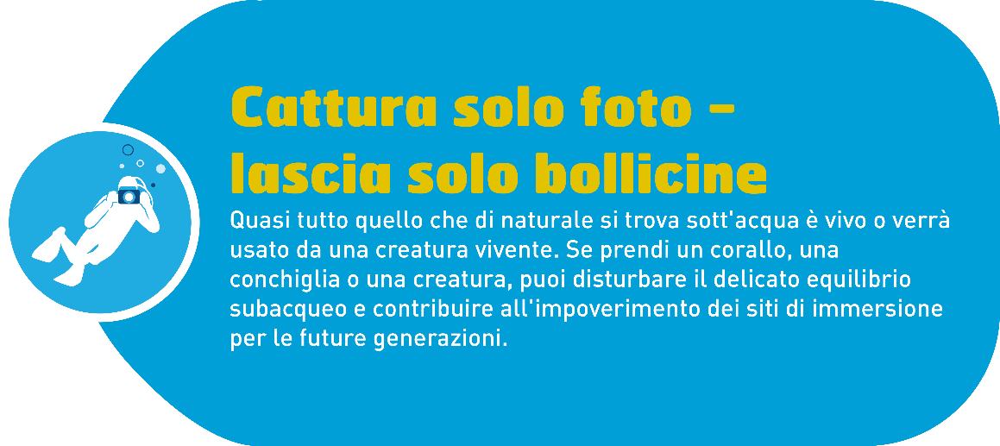 Cattura solo foto –
lascia solo bollicine
Quasi tutto quello che di naturale si trova sott'acqua è vivo o verrà
usato da una creatura vivente. Se prendi un corallo, una
conchiglia o una creatura, puoi disturbare il delicato equilibrio
subacqueo e contribuire all'impoverimento dei siti di immersione
per le future generazioni.